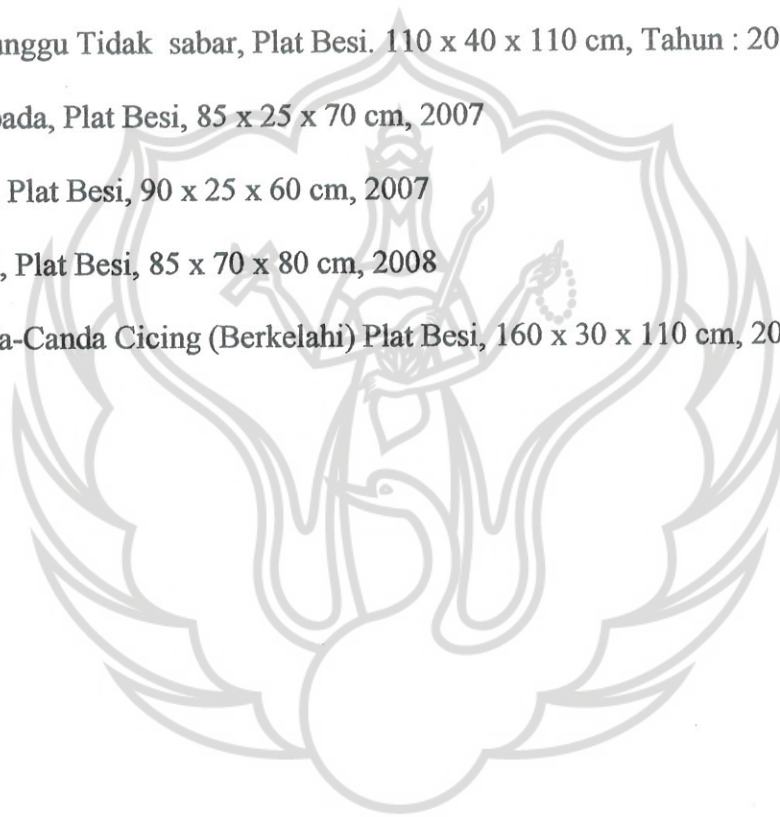 nggu Tidak sabar, Plat Besi. 110 x 40 x 110 cm, Tahun : 20
ada, Plat Besi, 85 x 25 x 70 cm, 2007
Plat Besi, 90 x 25 x 60 cm, 2007
, Plat Besi, 85 x 70 x 80 cm, 2008
a-Canda Cicing (Berkelahi) Plat Besi, 160 x 30 x 110 cm, 20